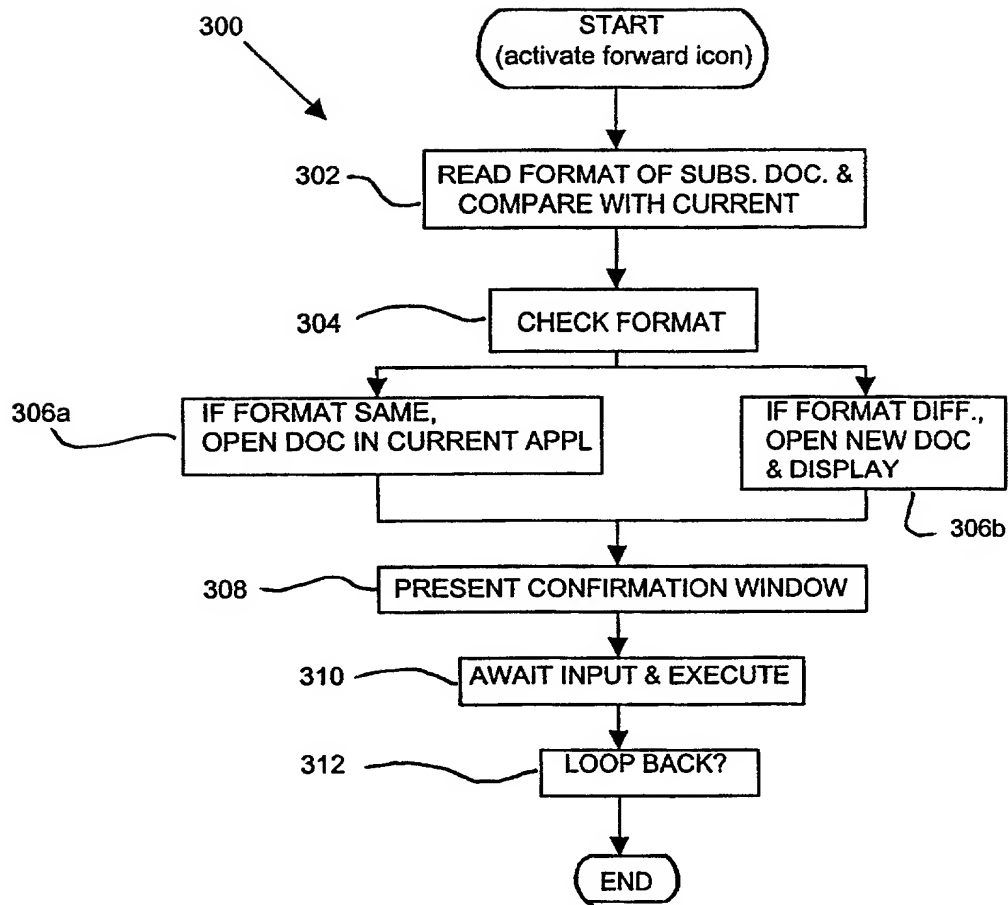 START
(activate forward icon)
300
302
READ FORMAT OF SUBS. DOC. &
COMPARE WITH CURRENT
304
CHECK FORMAT
306a
IF FORMAT SAME,
OPEN DOC IN CURRENT APPL
IF FORMAT DIFF.,
OPEN NEW DOC
& DISPLAY
306b
308
PRESENT CONFIRMATION WINDOW
310
AWAIT INPUT & EXECUTE
312
LOOP BACK?
END